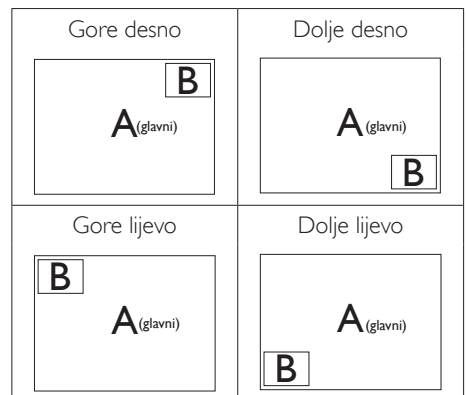 Gore desno
Dolje desno
B
A(glavni)
A(glavni)
B
Gore lijevo
Dolje lijevo
B
A(glavni)
A(glavni)
B